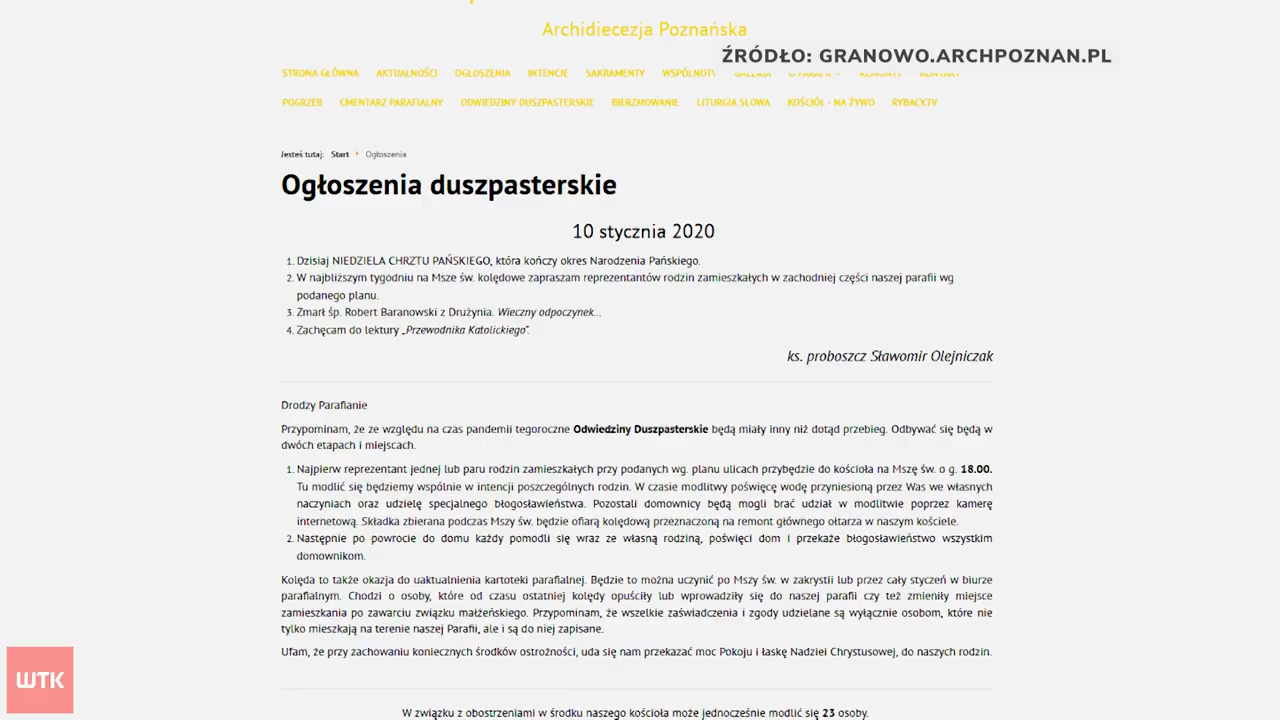 Archidiecezja Poznańska
ŹRÓDŁO: GRANOWO.ARCHPOZNAN.PL
STRONA GŁÓWNA AKTUALNOŚCI OGŁOSZENIA INTENCJE SAKRAMENTY
POGRZEB CMENTARZ PARAFIALNY ODWIEDZINY DUSZPASTERSKIE BIERZMOWANIE LITURGIA SŁOWA KOŚCIÓŁ - NA ŻYWO RYBACY.TV
Jesteś tutaj: Start Ogłoszenia
Ogłoszenia duszpasterskie
10 stycznia 2020
1. Dzisiaj NIEDZIELA CHRZTU PAŃSKIEGO, która kończy okres Narodzenia Pańskiego.
2. W najbliższym tygodniu na Msze św. kolędowe zapraszam reprezentantów rodzin zamieszkałych w zachodniej części naszej parafii wg
podanego planu.
3. Zmarł śp. Robert Baranowski z Drużynia. Wieczny odpoczynek...
4. Zachęcam do lektury „Przewodnika Katolickiego”.
ks. proboszcz Sławomir Olejniczak
Drodzy Parafianie
Przypominam, że ze względu na czas pandemii tegoroczne Odwiedziny Duszpasterskie będą miały inny niż dotąd przebieg. Odbywać się będą w
dwóch etapach i miejscach.
1. Najpierw reprezentant jednej lub paru rodzin zamieszkałych przy podanych wg. planu ulicach przybędzie do kościoła na Mszę św. o g. 18.00.
Tu modlić się będziemy wspólnie w intencji poszczególnych rodzin. W czasie modlitwy poświęcę wodę przyniesioną przez Was we własnych
naczyniach oraz udzielę specjalnego błogosławieństwa. Pozostali domownicy będą mogli brać udział w modlitwie poprzez kamerę
internetową. Składka zbierana podczas Mszy św. będzie ofiarą kolędową przeznaczoną na remont głównego ołtarza w naszym kościele.
2. Następnie po powrocie do domu każdy pomodli się wraz ze własną rodziną, poświęci dom i przekaże błogosławieństwo wszystkim
domownikom.
Kolęda to także okazja do uaktualnienia kartoteki parafialnej. Będzie to można uczynić po Mszy św. w zakrystii lub przez cały styczeń w biurze
parafialnym. Chodzi o osoby, które od czasu ostatniej kolędy opuściły lub wprowadziły się do naszej parafii czy też zmieniły miejsce
zamieszkania po zawarciu związku małżeńskiego. Przypominam, że wszelkie zaświadczenia i zgody udzielane są wyłącznie osobom, które nie
tylko mieszkają na terenie naszej Parafii, ale i są do niej zapisane.
Ufam, że przy zachowaniu koniecznych środków ostrożności, uda się nam przekazać moc Pokoju i łaskę Nadziei Chrystusowej, do naszych rodzin.
W związku z obostrzeniami w środku naszego kościoła może jednocześnie modlić się 23 osoby.
WTK